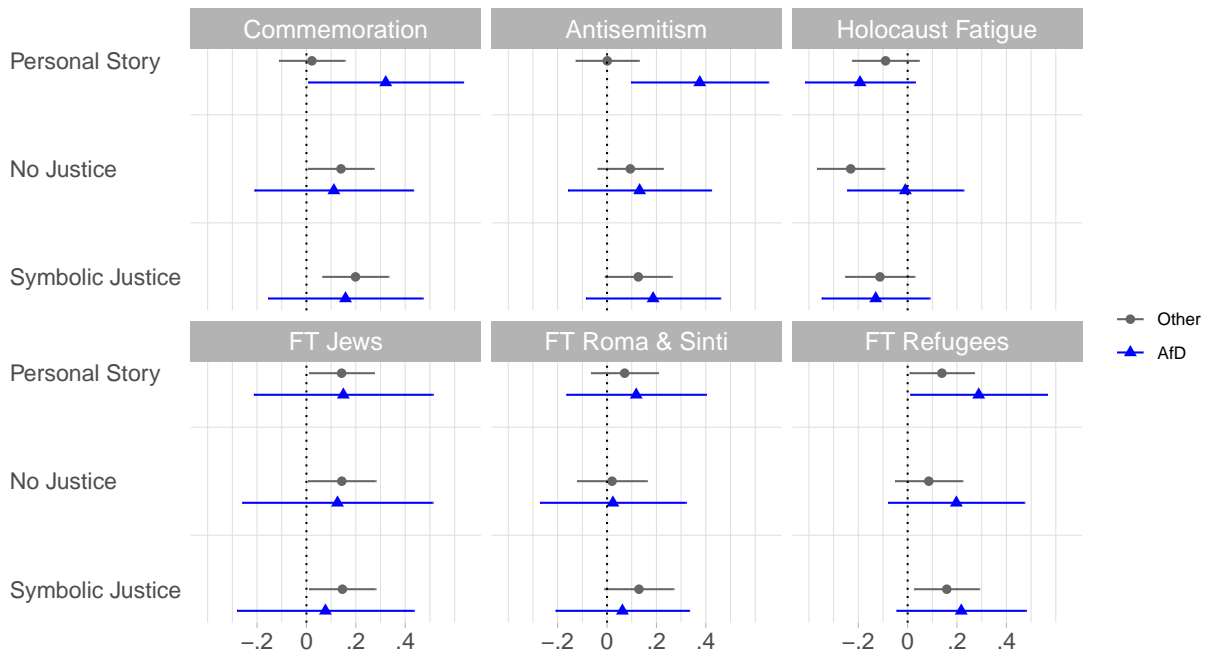 Commemoration Antisemitism Holocaust Fatigue
Personal Story
No Justice
Symbolic Justice
FT Jews FT Roma & Sinti FT Refugees
Personal Story
No Justice
Symbolic Justice
−.2 0 .2 .4 −.2 0 .2 .4 −.2 0 .2 .4
Other
AfD